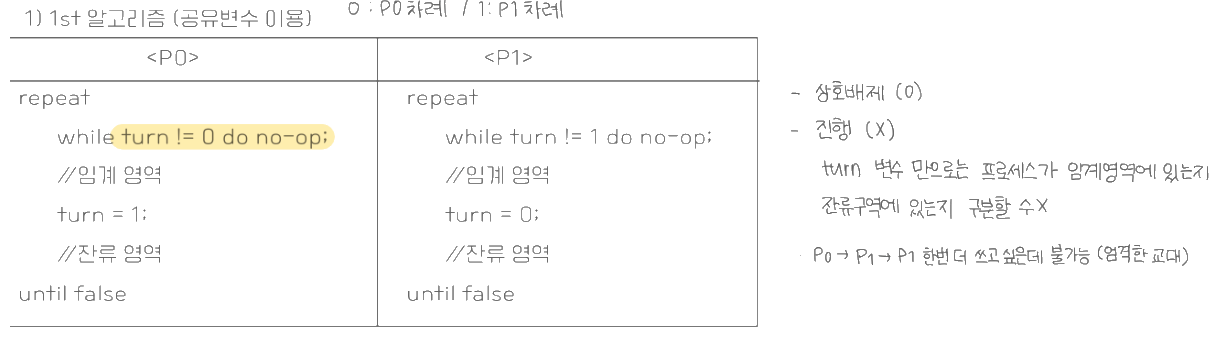 1) 1st 알고리즘 (공유변수 이용)
0 : P0 차례 / 1: P1 차례
<P0>
<P1>
repeat
while turn != 0 do no-op;
//임계 영역
turn = 1;
//잔류 영역
until false
repeat
while turn != 1 do no-op;
//임계 영역
turn = 0;
//잔류 영역
until false
- 상호배제 (O)
- 진행 (X)
turn 변수 만으로는 프로세스가 임계영역에 있는지
잔류구역에 있는지 구분할 수 X
· P0 → P1 → P1 한번 더 쓰고 싶은데 불가능 (엄격한 교대)